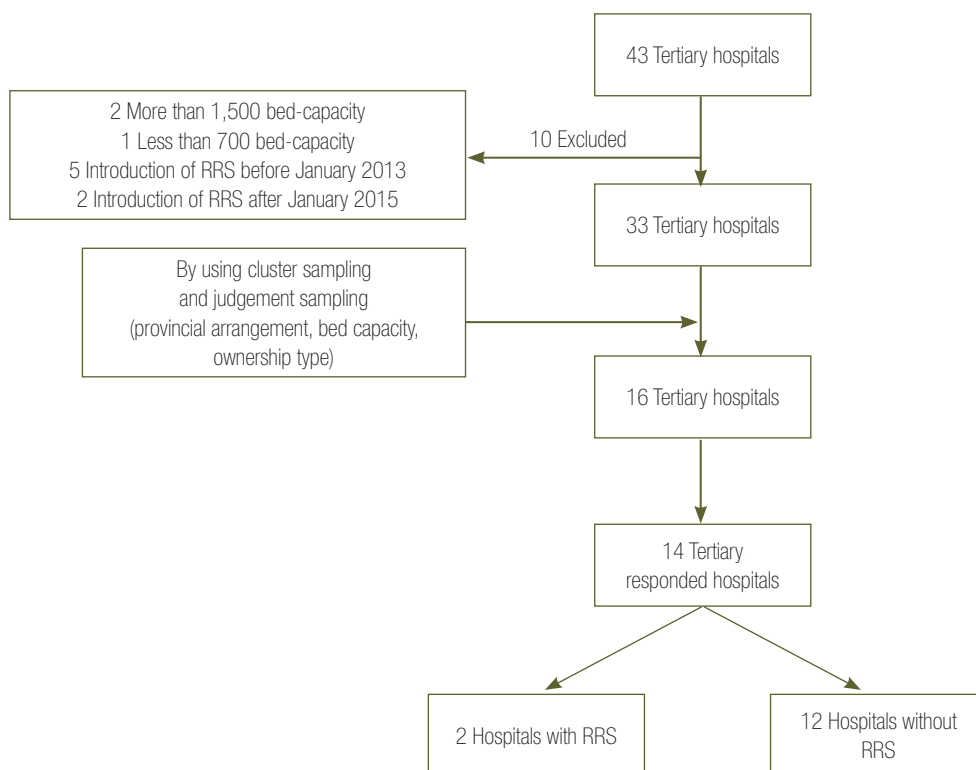 43 Tertiary hospitals
2 More than 1,500 bed-capacity
1 Less than 700 bed-capacity
5 Introduction of RRS before January 2013
2 Introduction of RRS after January 2015
10 Excluded
33 Tertiary hospitals
By using cluster sampling
and judgement sampling
(provincial arrangement, bed capacity,
ownership type)
16 Tertiary hospitals
14 Tertiary
responded hospitals
2 Hospitals with RRS
12 Hospitals without
RRS